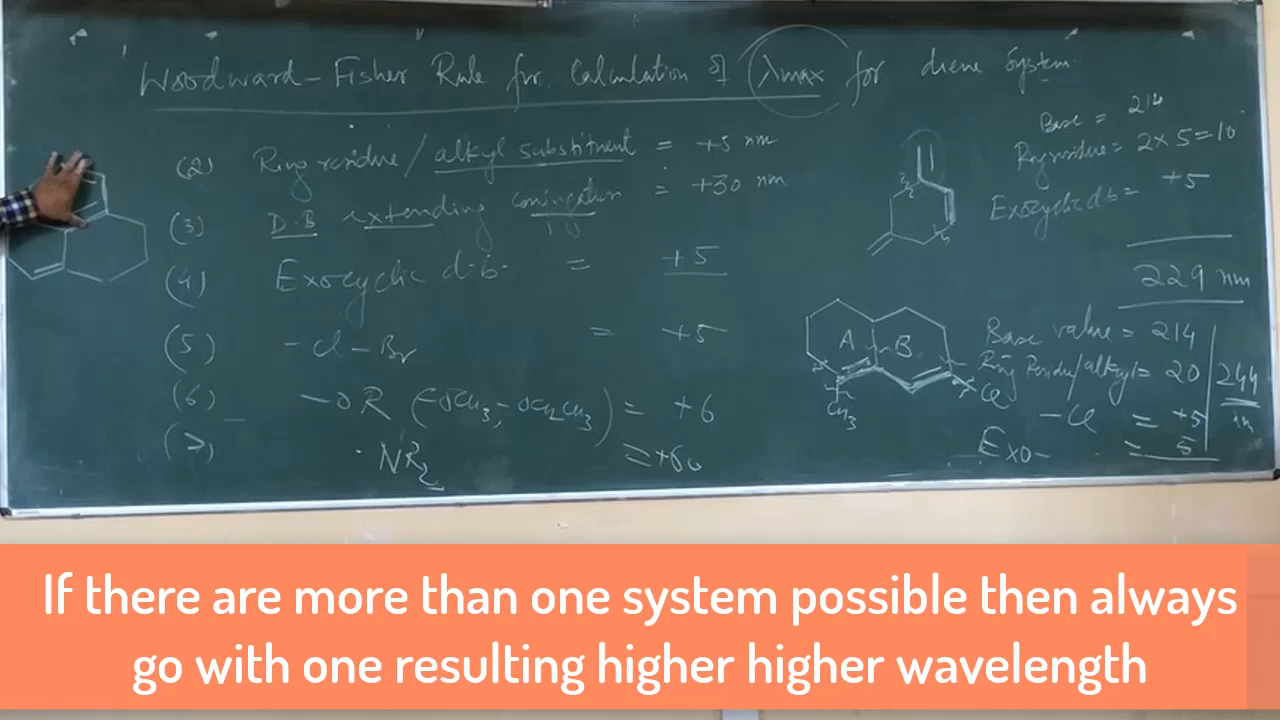 Woodward-Fisher Rule for Calculation of λmax for diene System
(2) Ring residue / alkyl substituent = +5 nm
(3) D.B extending conjugation = +30 nm
(4) Exocyclic d.b. = +5
(5) -Cl -Br = +5
(6) -OR (-OCH3, -OCH2CH3) = +6
(7) NR2 = +60
Base = 214
Ring residue = 2 x 5 = 10
Exocyclic d.b = +5
229 nm
A B
CH3
Cl
Base value = 214
Ring Residue/alkyl = 20
-Cl = +5
Exo- = 5
244
nm
If there are more than one system possible then always
go with one resulting higher higher wavelength